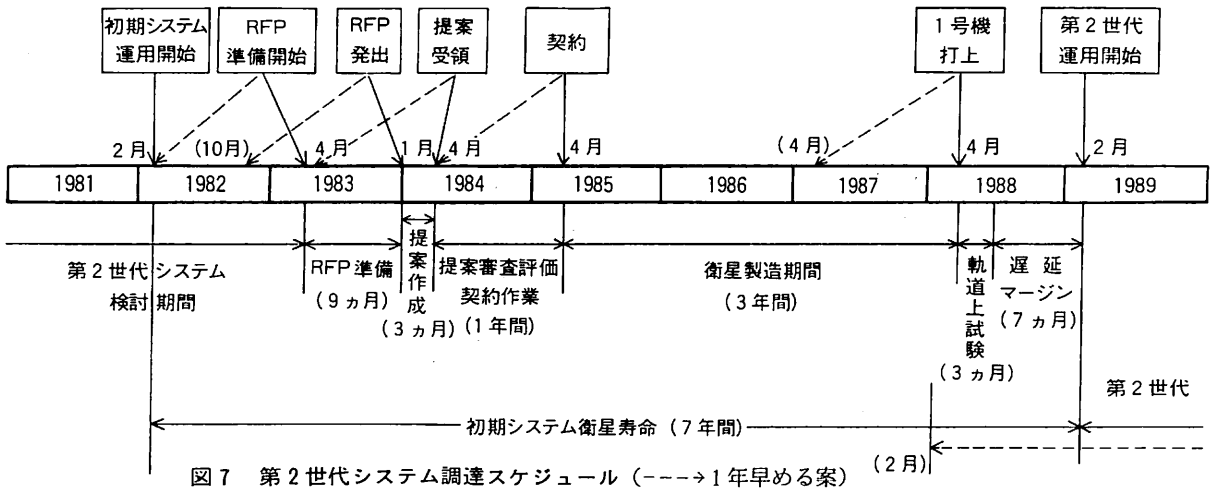 初期システム
運用開始
RFP
準備開始
RFP
発出
提案
受領
契約
1号機
打上
第2世代
運用開始
2月
(10月)
4月
1月
4月
4月
(4月)
4月
2月
1981
1982
1983
1984
1985
1986
1987
1988
1989
第2世代システム
検討期間
RFP準備
(9ヵ月)
提案作成
(3ヵ月)
提案審査評価
契約作業
(1年間)
衛星製造期間
(3年間)
軌道上試験
(3ヵ月)
遅延
マージン
(7ヵ月)
第2世代
初期システム衛星寿命(7年間)
(2月)
図7 第2世代システム調達スケジュール(---→1年早める案)